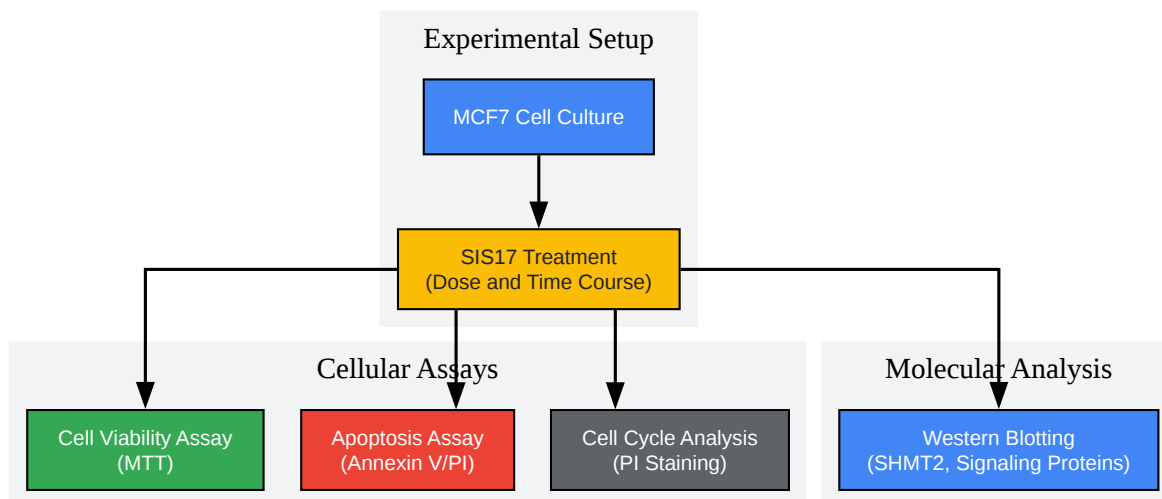 Experimental Setup
MCF7 Cell Culture
SIS17 Treatment
(Dose and Time Course)
Cellular Assays
Molecular Analysis
Cell Viability Assay
(MTT)
Apoptosis Assay
(Annexin V/PI)
Cell Cycle Analysis
(PI Staining)
Western Blotting
(SHMT2, Signaling Proteins)